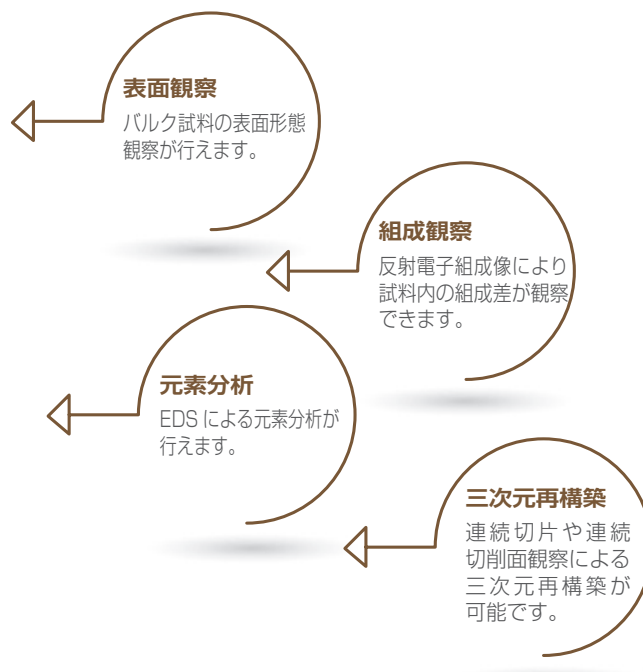 表面観察
バルク試料の表面形態
観察が行えます。
組成観察
反射電子組成像により
試料内の組成差が観察
できます。
元素分析
EDS による元素分析が
行えます。
三次元再構築
連続切片や連続
切削面観察による
三次元再構築が
可能です。